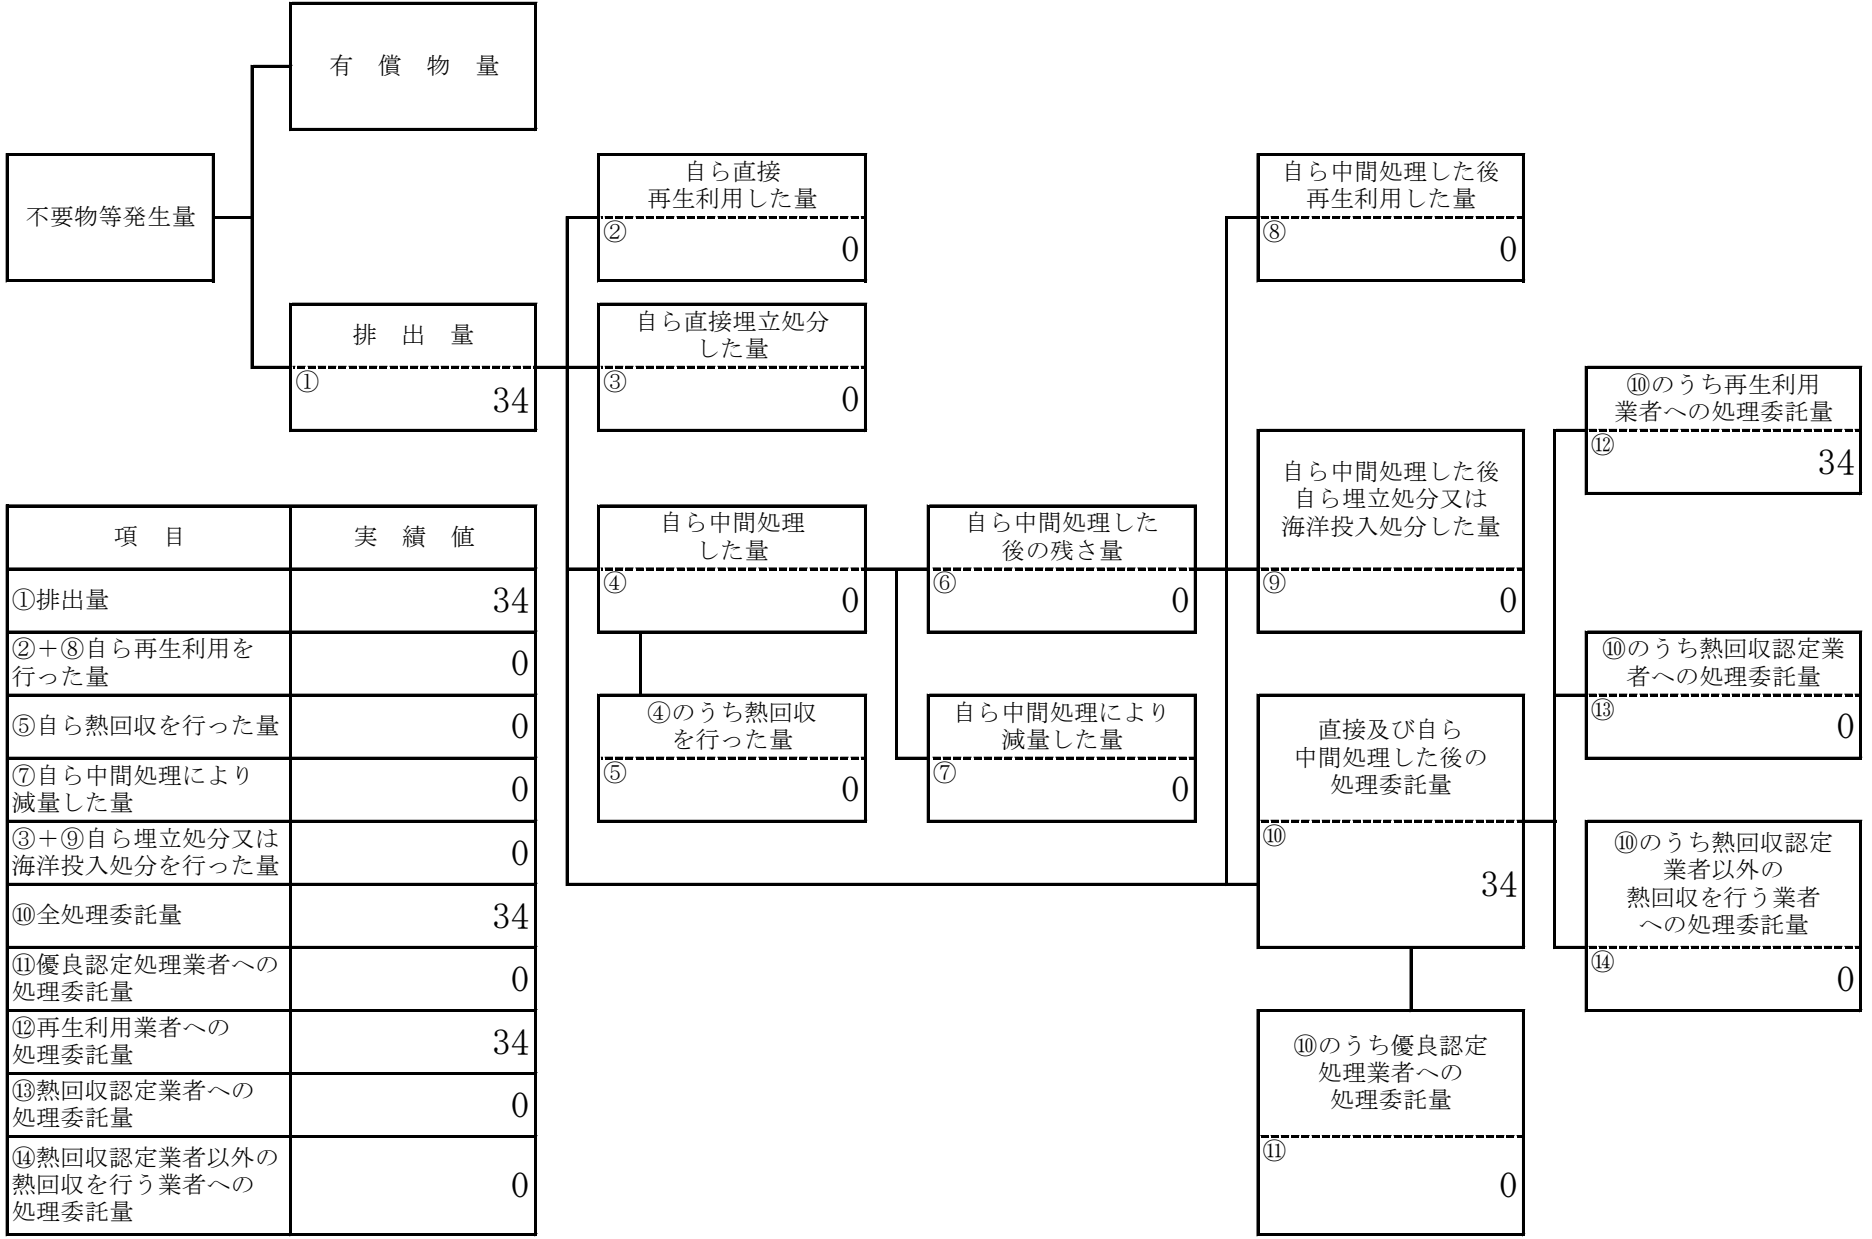 有　償　物　量
不要物等発生量
排　出　量
①
34
自ら直接
再生利用した量
②
0
自ら直接埋立処分
した量
③
0
自ら中間処理
した量
④
0
④のうち熱回収
を行った量
⑤
0
自ら中間処理した
後の残さ量
⑥
0
自ら中間処理により
減量した量
⑦
0
自ら中間処理した後
再生利用した量
⑧
0
自ら中間処理した後
自ら埋立処分又は
海洋投入処分した量
⑨
0
直接及び自ら
中間処理した後の
処理委託量
⑩
34
⑩のうち優良認定
処理業者への
処理委託量
⑪
0
⑩のうち再生利用
業者への処理委託量
⑫
34
⑩のうち熱回収認定業
者への処理委託量
⑬
0
⑩のうち熱回収認定
業者以外の
熱回収を行う業者
への処理委託量
⑭
0
項　目　実　績　値
①排出量　34
②＋⑧自ら再生利用を
行った量　0
⑤自ら熱回収を行った量　0
⑦自ら中間処理により
減量した量　0
③＋⑨自ら埋立処分又は
海洋投入処分を行った量　0
⑩全処理委託量　34
⑪優良認定処理業者への
処理委託量　0
⑫再生利用業者への
処理委託量　34
⑬熱回収認定業者への
処理委託量　0
⑭熱回収認定業者以外の
熱回収を行う業者への
処理委託量　0